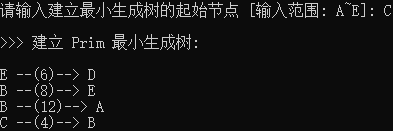 请输入建立最小生成树的起始节点 [输入范围: A~E]: C
>>> 建立 Prim 最小生成树:
E --(6)--> D
B --(8)--> E
B --(12)--> A
C --(4)--> B